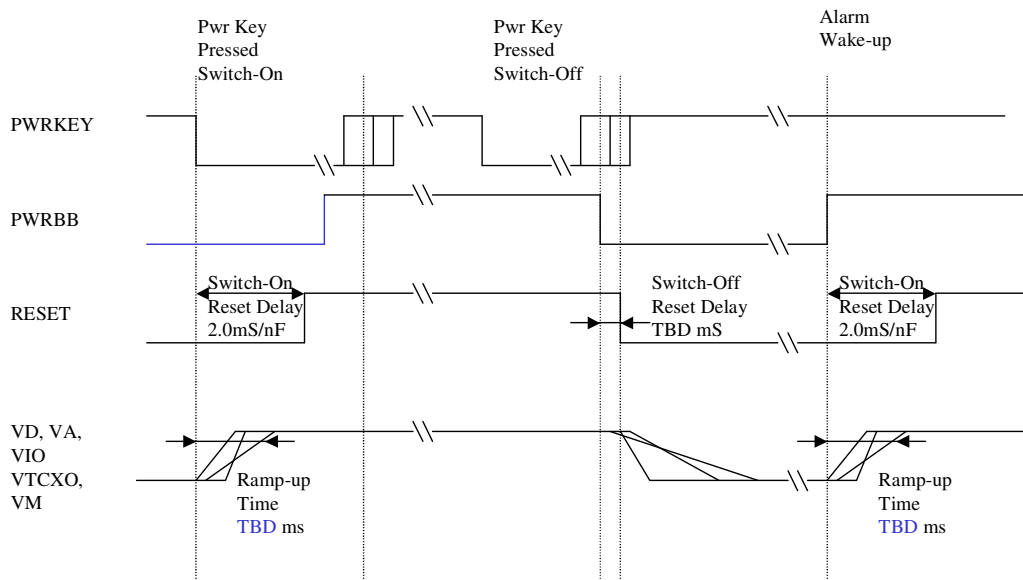 Pwr Key
Pressed
Switch-On
Pwr Key
Pressed
Switch-Off
Alarm
Wake-up
PWRKEY
PWRBB
RESET
Switch-On
Reset Delay
2.0mS/nF
Switch-Off
Reset Delay
TBD mS
Switch-On
Reset Delay
2.0mS/nF
VD, VA,
VIO
VTCXO,
VM
Ramp-up
Time
TBD ms
Ramp-up
Time
TBD ms